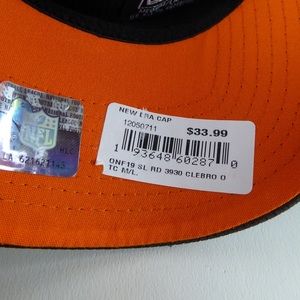 NEW ERA CAP
12050711
$33.99
1 93648 60287 0
ONF19 SL RD 3930 CLEBRO O
TC M/L.
NFL